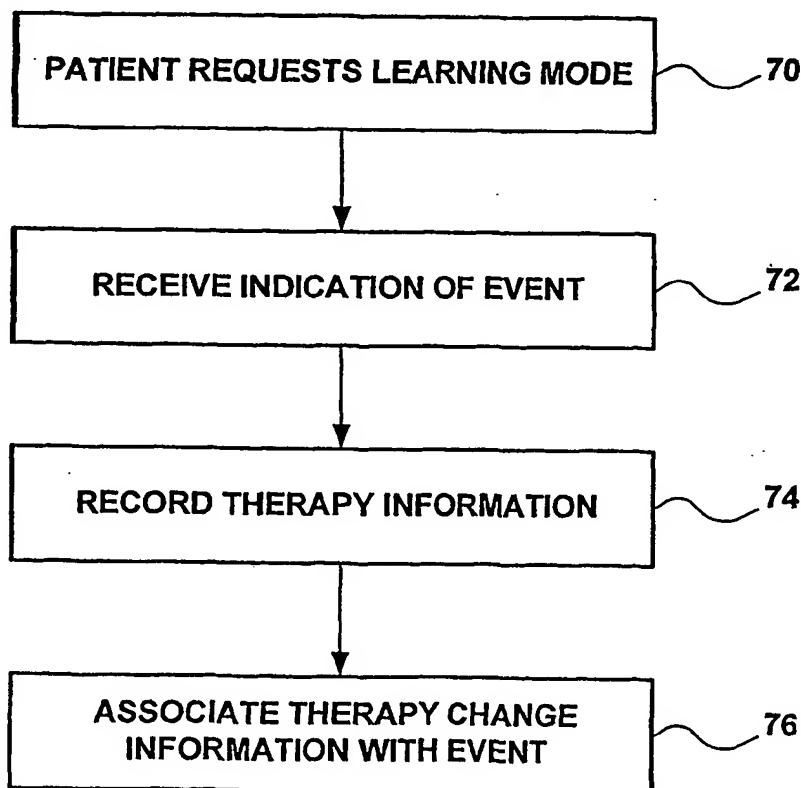 PATIENT REQUESTS LEARNING MODE 70
RECEIVE INDICATION OF EVENT 72
RECORD THERAPY INFORMATION 74
ASSOCIATE THERAPY CHANGE
INFORMATION WITH EVENT 76